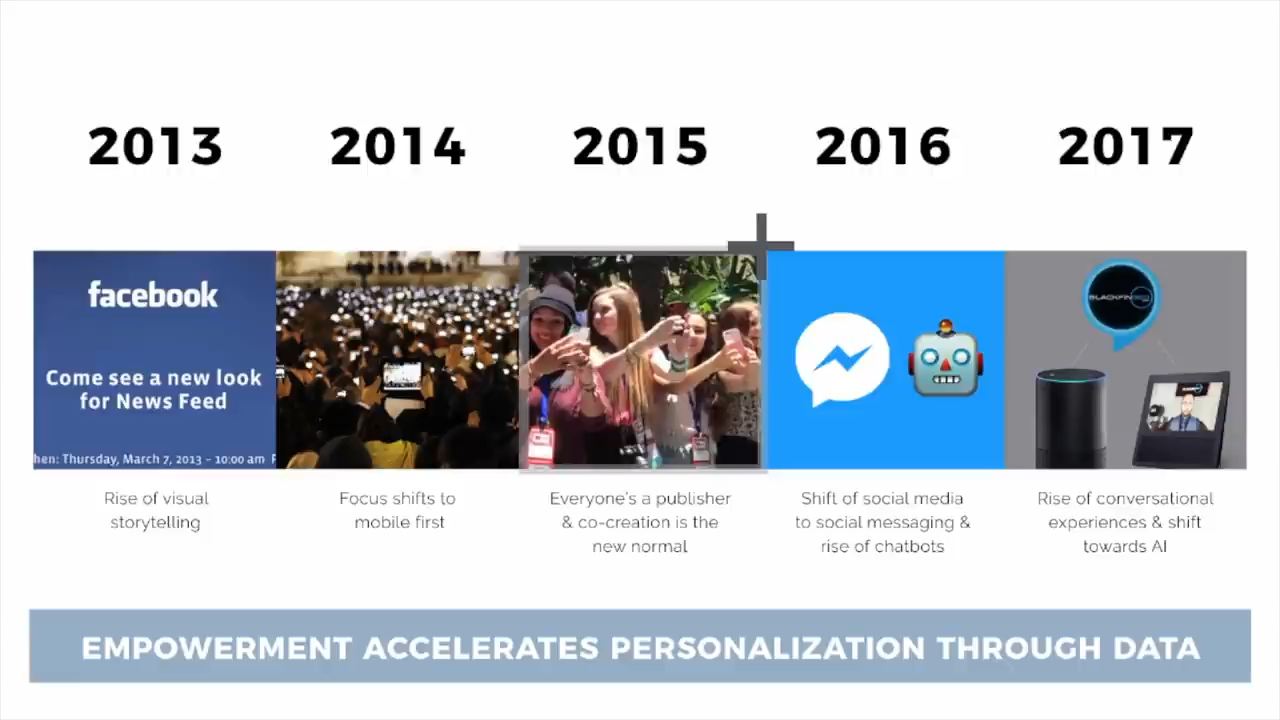 2013
2014
2015
2016
2017
facebook
Come see a new look
for News Feed
hen: Thursday, March 7, 2013 - 10:00 am
Rise of visual
storytelling
Focus shifts to
mobile first
Everyone's a publisher
& co-creation is the
new normal
Shift of social media
to social messaging &
rise of chatbots
Rise of conversational
experiences & shift
towards AI
EMPOWERMENT ACCELERATES PERSONALIZATION THROUGH DATA